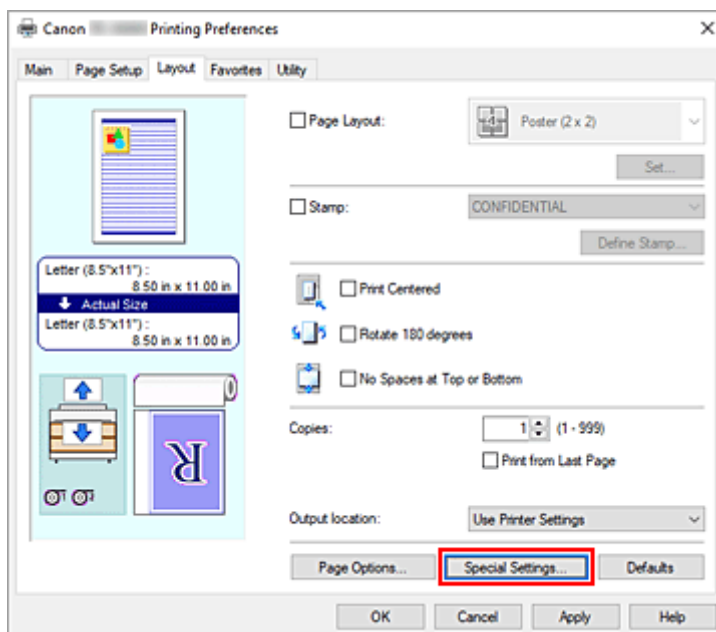 Canon Printing Preferences
Main Page Setup Layout Favorites Utility
Page Layout: Poster (2 x 2)
Set...
Stamp: CONFIDENTIAL
Define Stamp...
Letter (8.5"x11") :
8.50 in x 11.00 in
Actual Size
Letter (8.5"x11") :
8.50 in x 11.00 in
Print Centered
Rotate 180 degrees
No Spaces at Top or Bottom
Copies: 1 (1 - 999)
Print from Last Page
Output location: Use Printer Settings
Page Options... Special Settings... Defaults
OK Cancel Apply Help
R